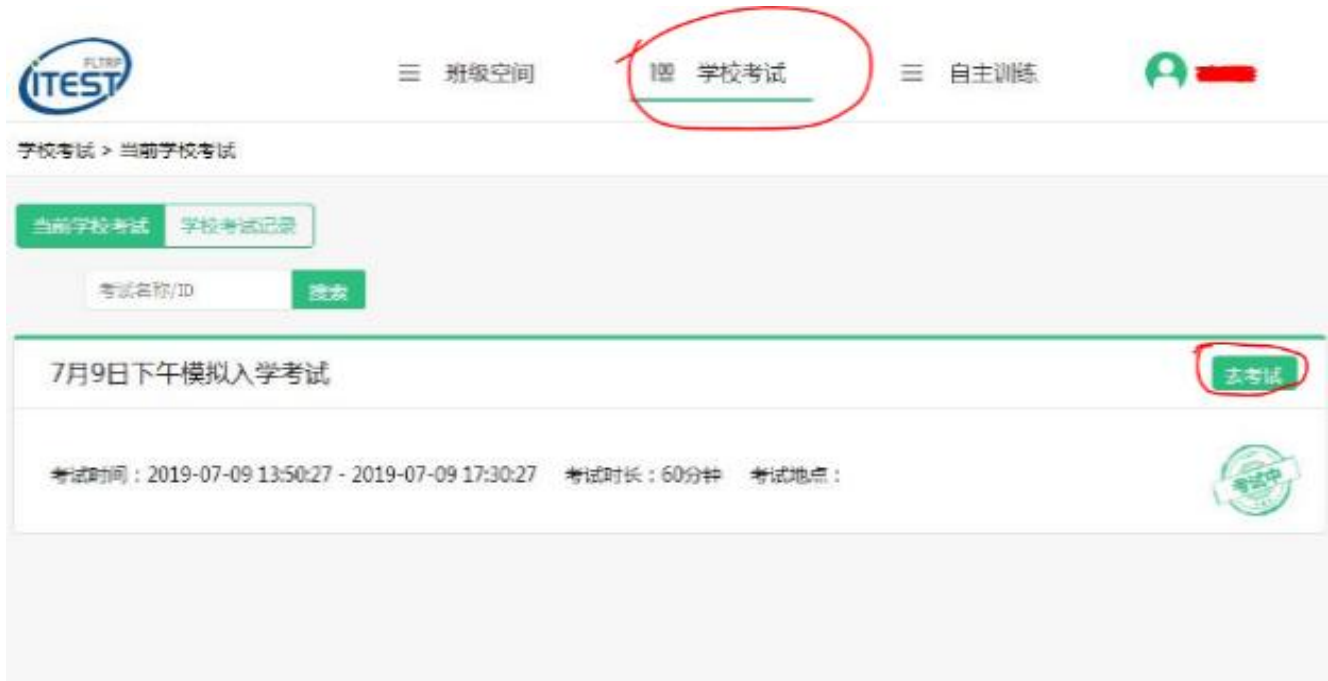 FLTRP
iTEST
班级空间
学校考试
自主训练
学校考试 > 当前学校考试
当前学校考试 学校考试记录
考试名称/ID 搜索
7月9日下午模拟入学考试 去考试
考试时间：2019-07-09 13:50:27 - 2019-07-09 17:30:27 考试时长：60分钟 考试地点：
考试中